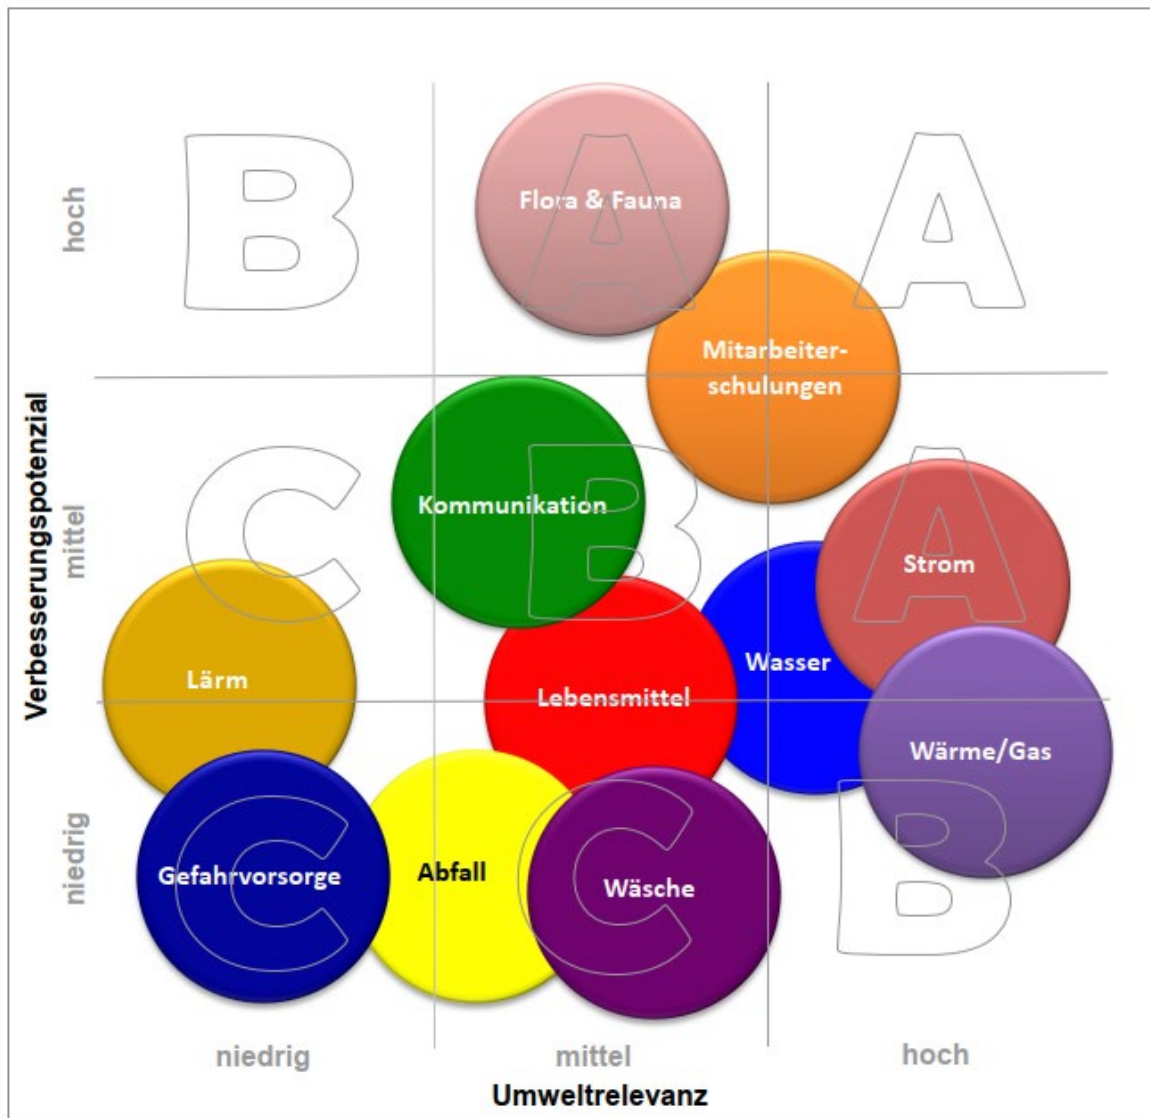 B
A
A
Flora & Fauna
hoch
Mitarbeiter-
schulungen
Verbesserungspotenzial
mittel
C
B
A
Kommunikation
Strom
Wasser
Lärm
Lebensmittel
Wärme/Gas
niedrig
C
C
B
Gefahrvorsorge
Abfall
Wäsche
niedrig
mittel
hoch
Umweltrelevanz